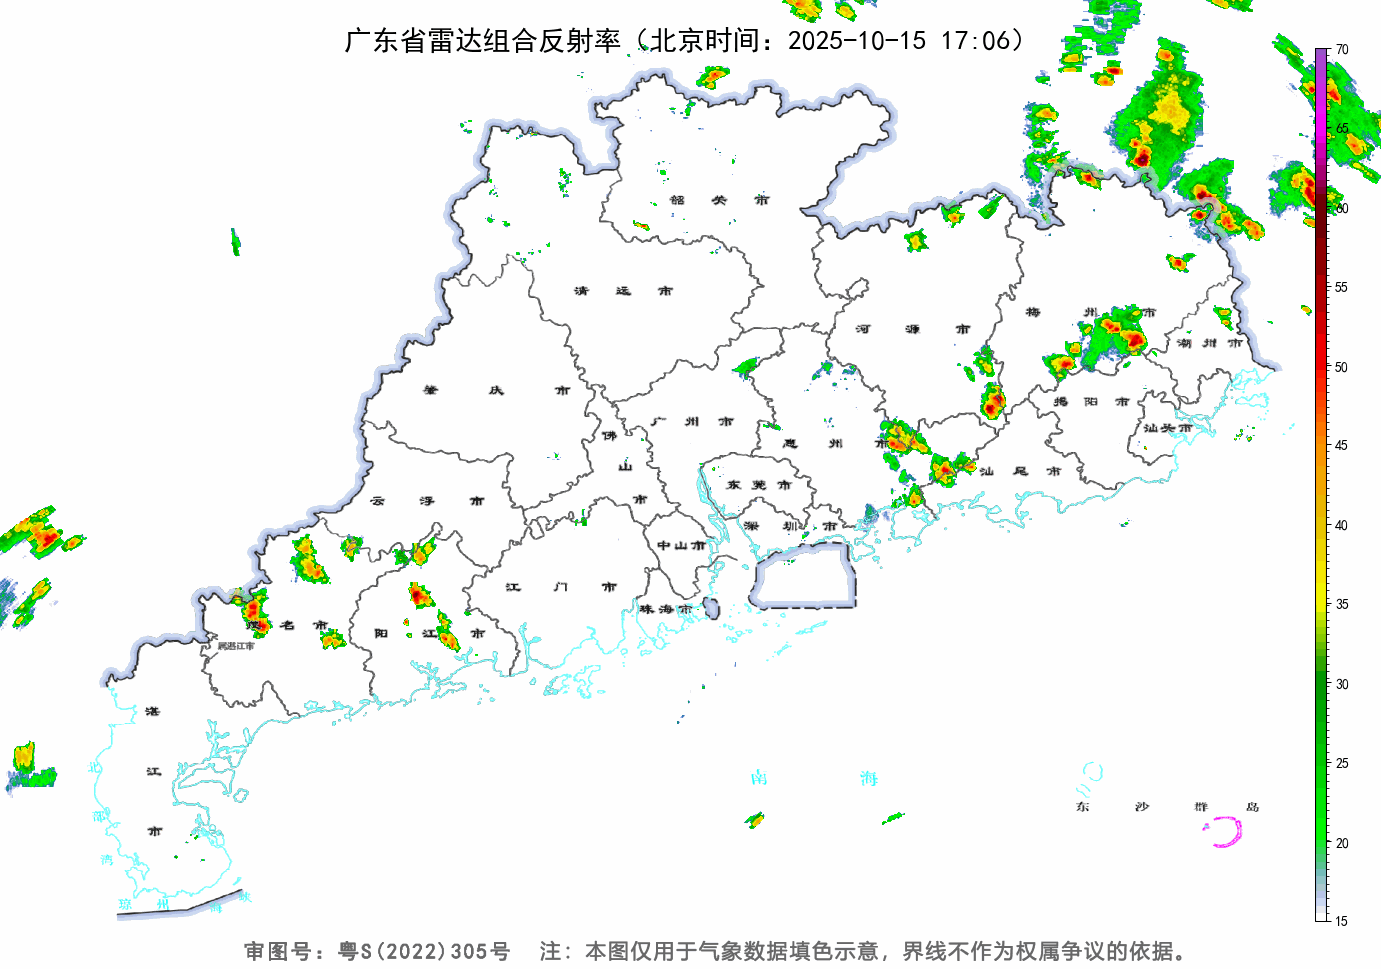 广东省雷达组合反射率（北京时间：2025-10-15 17:06）
70
65
60
55
50
45
40
35
30
25
20
15
韶关市
清远市
河源市
梅州市
潮州市
肇庆市
广州市
佛山市
惠州市
揭阳市
汕头市
汕尾市
东莞市
云浮市
深圳市
中山市
江门市
珠海市
阳江市
茂名市
属湛江市
湛江市
北部湾
琼州海峡
南海
东沙群岛
审图号：粤S(2022)305号 注：本图仅用于气象数据填色示意，界线不作为权属争议的依据。